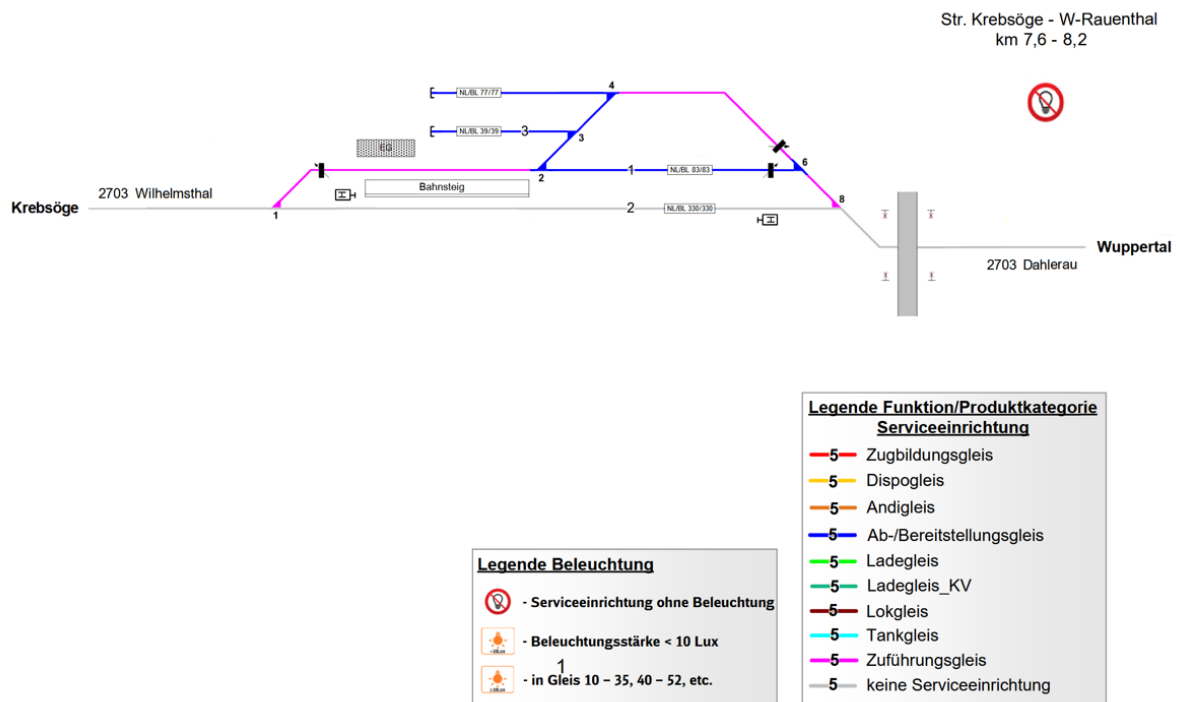 Str. Krebsöge - W-Rauenthal
km 7,6 - 8,2
4
NL/BL 77/77
NL/BL 39/39
3
3
EG
2
1
NL/BL 83/83
6
Bahnsteig
2703 Wilhelmsthal
Krebsöge
1
2
NL/BL 330/330
8
Wuppertal
2703 Dahlerau
Legende Funktion/Produktkategorie
Serviceeinrichtung
5 Zugbildungsgleis
5 Dispogleis
5 Andigleis
5 Ab-/Bereitstellungsgleis
5 Ladegleis
5 Ladegleis_KV
5 Lokgleis
5 Tankgleis
5 Zuführungsgleis
5 keine Serviceeinrichtung
Legende Beleuchtung
- Serviceeinrichtung ohne Beleuchtung
- Beleuchtungsstärke < 10 Lux
1
- in Gleis 10 – 35, 40 – 52, etc.